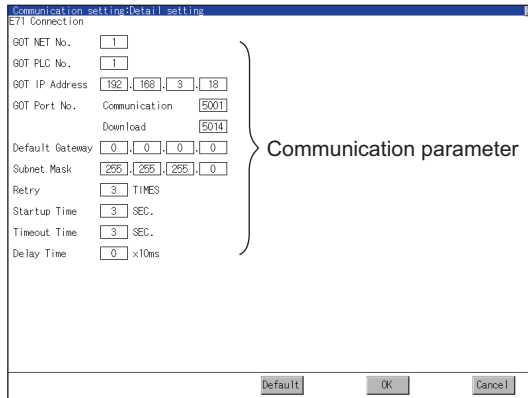 Communication setting:Detail setting
E71 Connection
GOT NET No. 1
GOT PLC No. 1
GOT IP Address 192 . 168 . 3 . 18
GOT Port No. Communication 5001
Download 5014
Default Gateway 0 . 0 . 0 . 0
Subnet Mask 255 . 255 . 255 . 0
Retry 3 TIMES
Startup Time 3 SEC.
Timeout Time 3 SEC.
Delay Time 0 x10ms
Communication parameter
Default OK Cancel